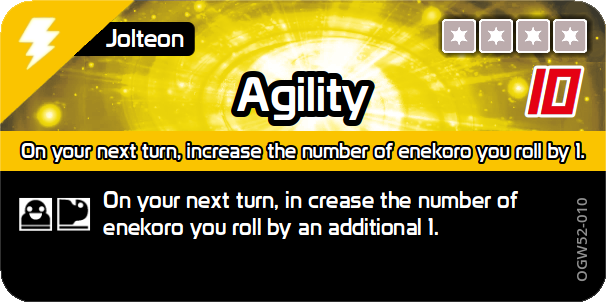 Jolteon
Agility
10
On your next turn, increase the number of enekoro you roll by 1.
On your next turn, in crease the number of
enekoro you roll by an additional 1.
OGW52-010